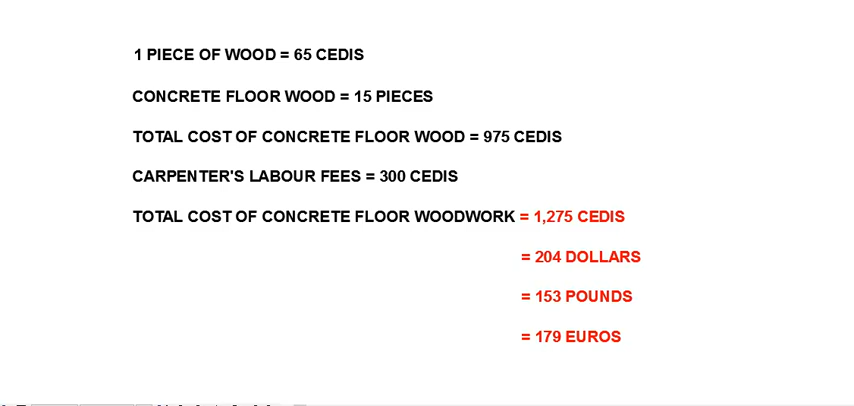 1 PIECE OF WOOD = 65 CEDIS
CONCRETE FLOOR WOOD = 15 PIECES
TOTAL COST OF CONCRETE FLOOR WOOD = 975 CEDIS
CARPENTER'S LABOUR FEES = 300 CEDIS
TOTAL COST OF CONCRETE FLOOR WOODWORK = 1,275 CEDIS
= 204 DOLLARS
= 153 POUNDS
= 179 EUROS